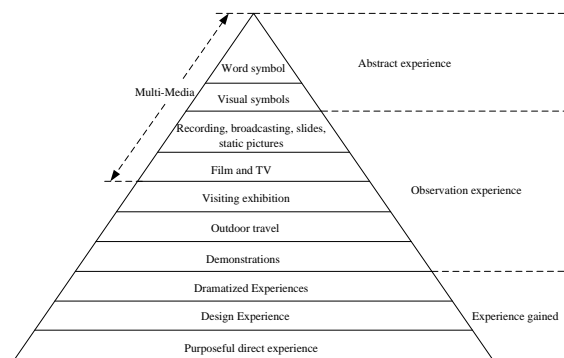 Word symbol
Abstract experience
Multi-Media
Visual symbols
Recording, broadcasting, slides,
static pictures
Film and TV
Observation experience
Visiting exhibition
Outdoor travel
Demonstrations
Dramatized Experiences
Design Experience
Experience gained
Purposeful direct experience